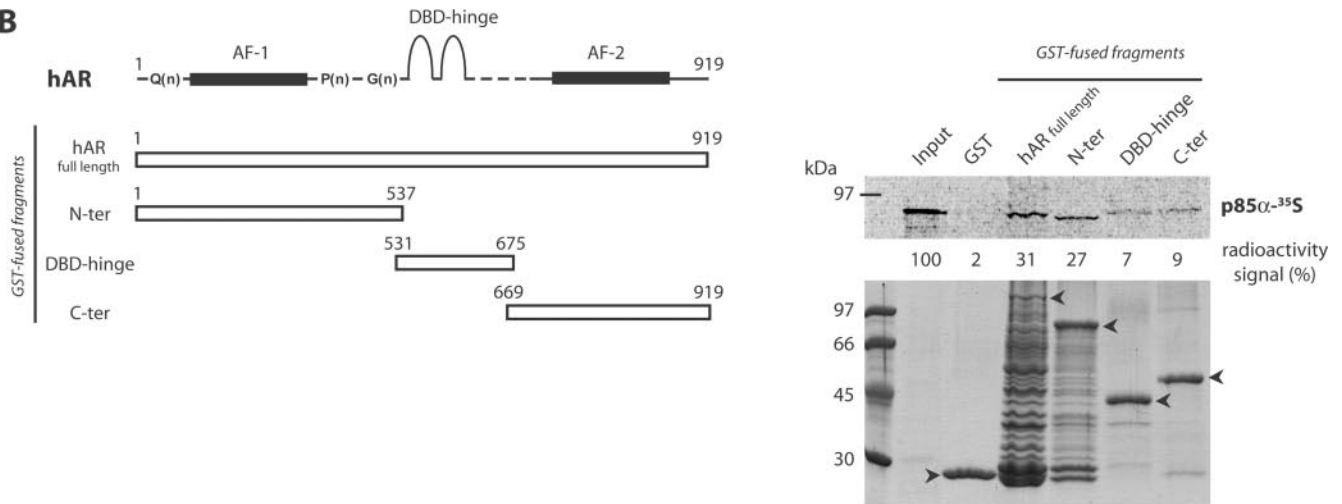 B
DBD-hinge
AF-1
AF-2
1
919
hAR
Q(n)
P(n)
G(n)
GST-fused fragments
1
919
hAR
full length
1
537
N-ter
531
675
DBD-hinge
669
919
C-ter
GST-fused fragments
Input
GST
hAR full length
N-ter
DBD-hinge
C-ter
kDa
97
p85α-³⁵S
100 2 31 27 7 9
radioactivity
signal (%)
97
66
45
30